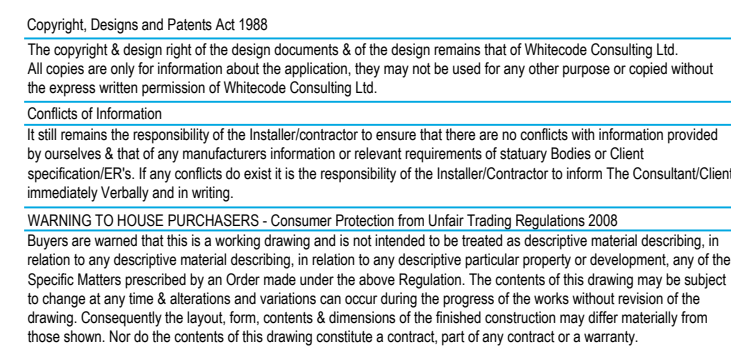 Copyright, Designs and Patents Act 1988
The copyright & design right of the design documents & of the design remains that of Whitecode Consulting Ltd.
All copies are only for information about the application, they may not be used for any other purpose or copied without
the express written permission of Whitecode Consulting Ltd.
Conflicts of Information
It still remains the responsibility of the Installer/contractor to ensure that there are no conflicts with information provided
by ourselves & that of any manufacturers information or relevant requirements of statuary Bodies or Client
specification/ER's. If any conflicts do exist it is the responsibility of the Installer/Contractor to inform The Consultant/Client
immediately Verbally and in writing.
WARNING TO HOUSE PURCHASERS - Consumer Protection from Unfair Trading Regulations 2008
Buyers are warned that this is a working drawing and is not intended to be treated as descriptive material describing, in
relation to any descriptive material describing, in relation to any descriptive particular property or development, any of the
Specific Matters prescribed by an Order made under the above Regulation. The contents of this drawing may be subject
to change at any time & alterations and variations can occur during the progress of the works without revision of the
drawing. Consequently the layout, form, contents & dimensions of the finished construction may differ materially from
those shown. Nor do the contents of this drawing constitute a contract, part of any contract or a warranty.